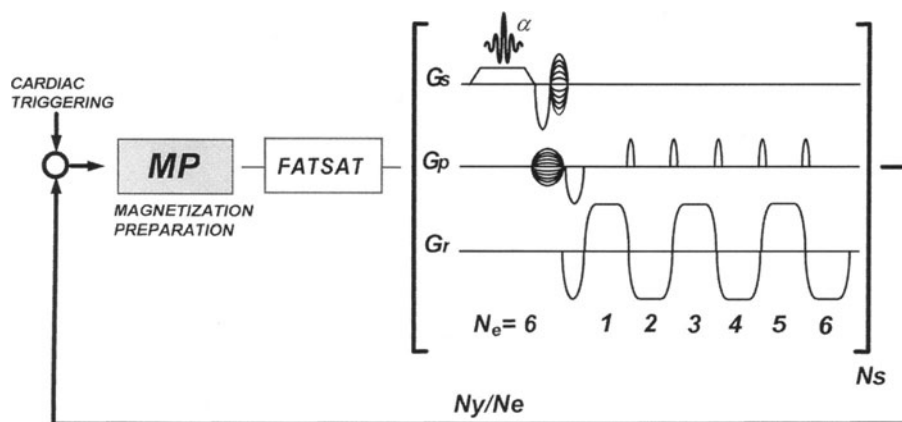 α
CARDIAC
TRIGGERING
Gs
MP
FATSAT
Gp
MAGNETIZATION
PREPARATION
Gr
Ne= 6 1 2 3 4 5 6
Ns
Ny/Ne